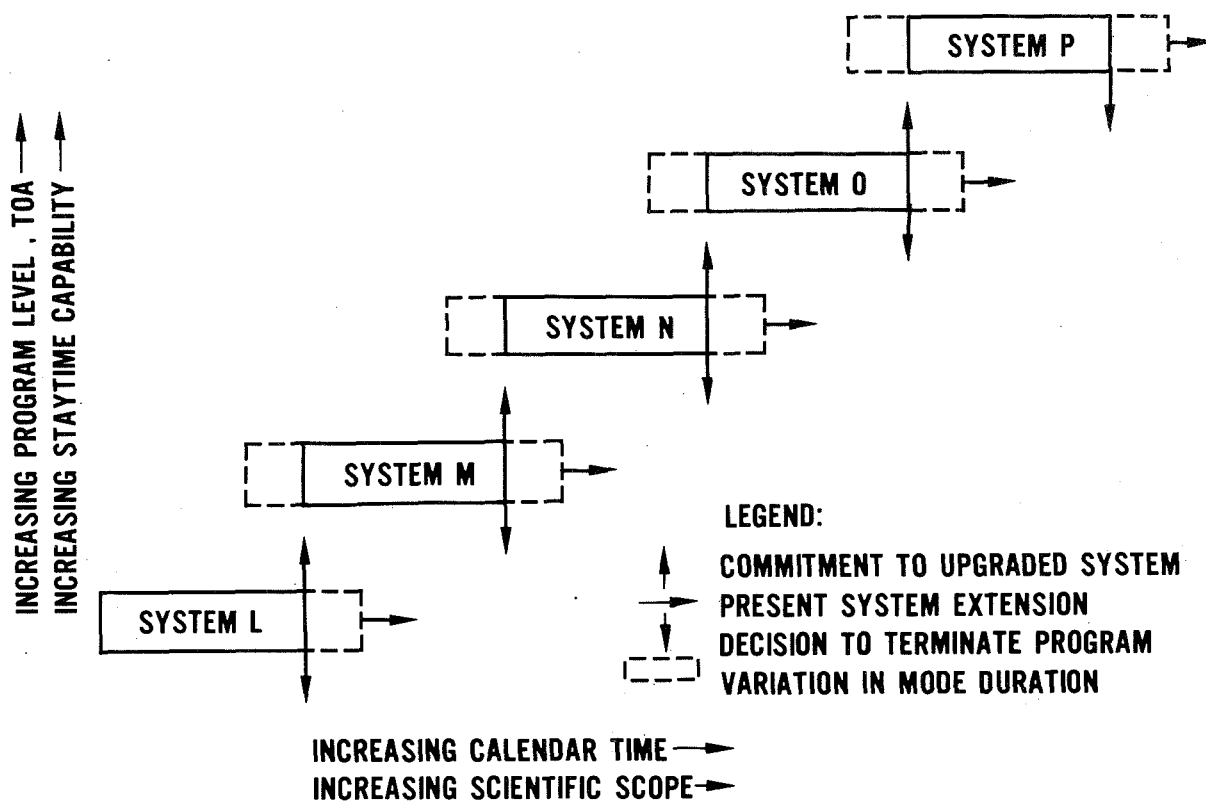 SYSTEM P
SYSTEM O
SYSTEM N
SYSTEM M
SYSTEM L
INCREASING PROGRAM LEVEL, TOA
INCREASING STAYTIME CAPABILITY
LEGEND:
COMMITMENT TO UPGRADED SYSTEM
PRESENT SYSTEM EXTENSION
DECISION TO TERMINATE PROGRAM
VARIATION IN MODE DURATION
INCREASING CALENDAR TIME
INCREASING SCIENTIFIC SCOPE